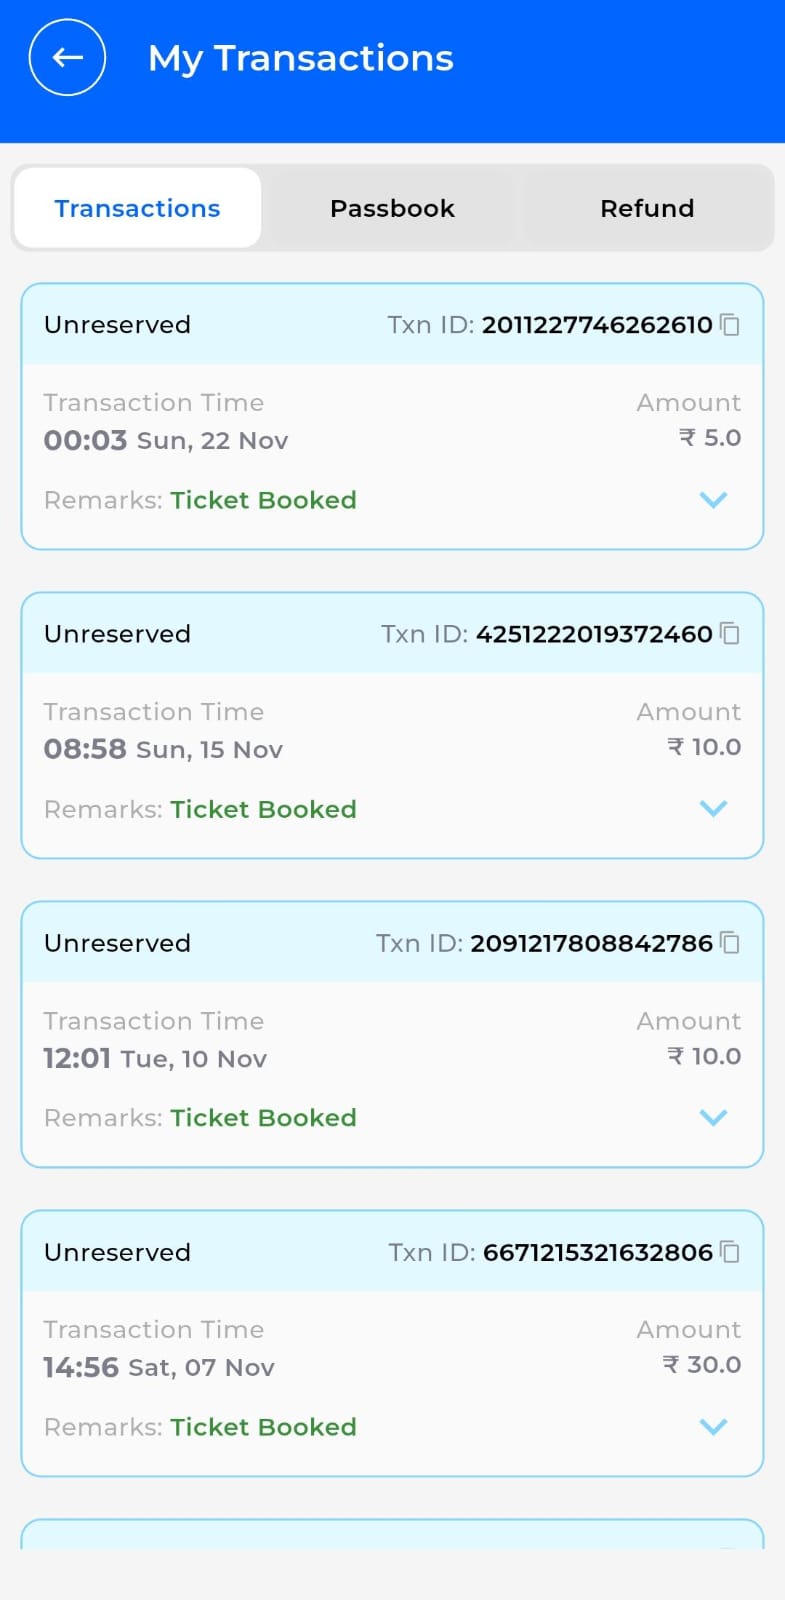 My Transactions
Transactions Passbook Refund
Unreserved Txn ID: 2011227746262610
Transaction Time Amount
00:03 Sun, 22 Nov ₹ 5.0
Remarks: Ticket Booked
Unreserved Txn ID: 4251222019372460
Transaction Time Amount
08:58 Sun, 15 Nov ₹ 10.0
Remarks: Ticket Booked
Unreserved Txn ID: 2091217808842786
Transaction Time Amount
12:01 Tue, 10 Nov ₹ 10.0
Remarks: Ticket Booked
Unreserved Txn ID: 6671215321632806
Transaction Time Amount
14:56 Sat, 07 Nov ₹ 30.0
Remarks: Ticket Booked